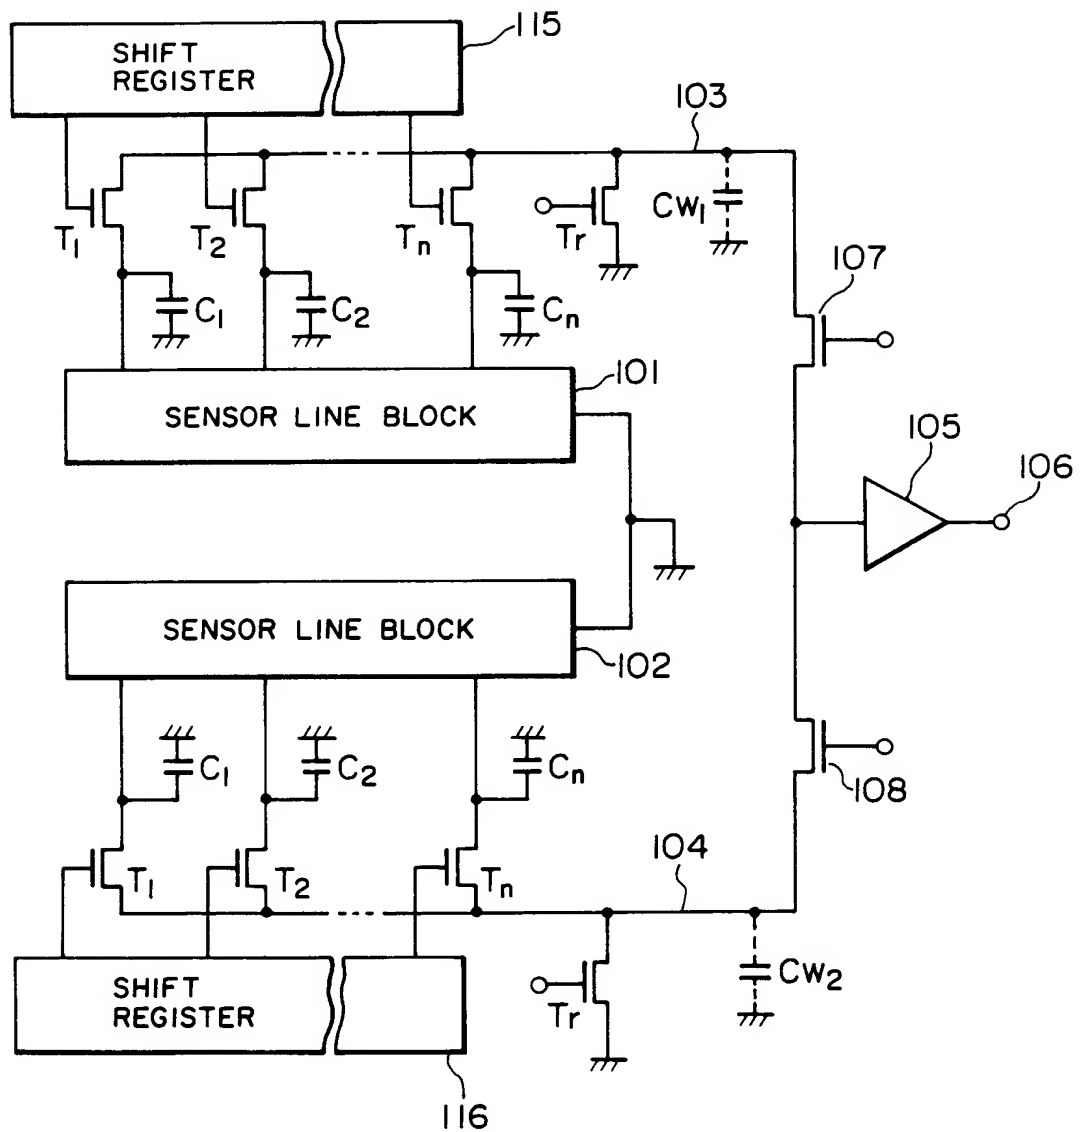 115
SHIFT
REGISTER
103
T1
T2
Tn
Tr
CW1
C1
C2
Cn
107
101
SENSOR LINE BLOCK
105
106
SENSOR LINE BLOCK
102
C1
C2
Cn
108
T1
T2
Tn
104
SHIFT
REGISTER
Tr
CW2
116